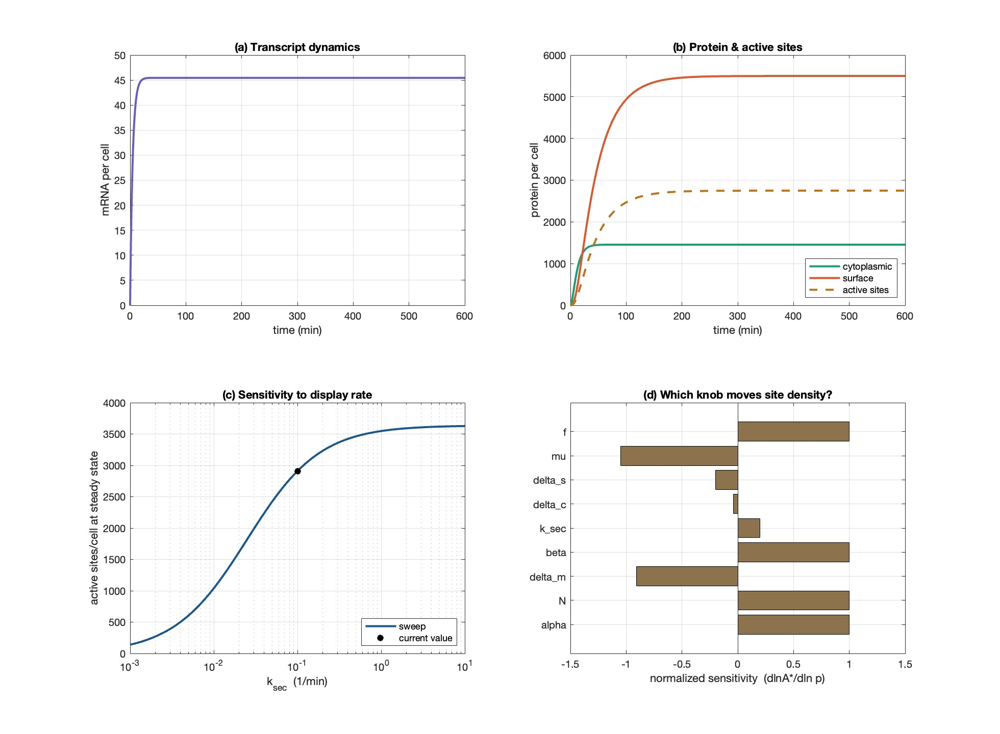 (a) Transcript dynamics
50
45
40
35
30
25
20
15
10
5
0
mRNA per cell
0 100 200 300 400 500 600
time (min)
(b) Protein & active sites
6000
5000
4000
3000
2000
1000
0
protein per cell
cytoplasmic
surface
active sites
0 100 200 300 400 500 600
time (min)
(c) Sensitivity to display rate
4000
3500
3000
2500
2000
1500
1000
500
0
active sites/cell at steady state
sweep
current value
10^-3 10^-2 10^-1 10^0 10^1
k_sec (1/min)
(d) Which knob moves site density?
f
mu
delta_s
delta_c
k_sec
beta
delta_m
N
alpha
-1.5 -1 -0.5 0 0.5 1 1.5
normalized sensitivity (dlnA*/dln p)